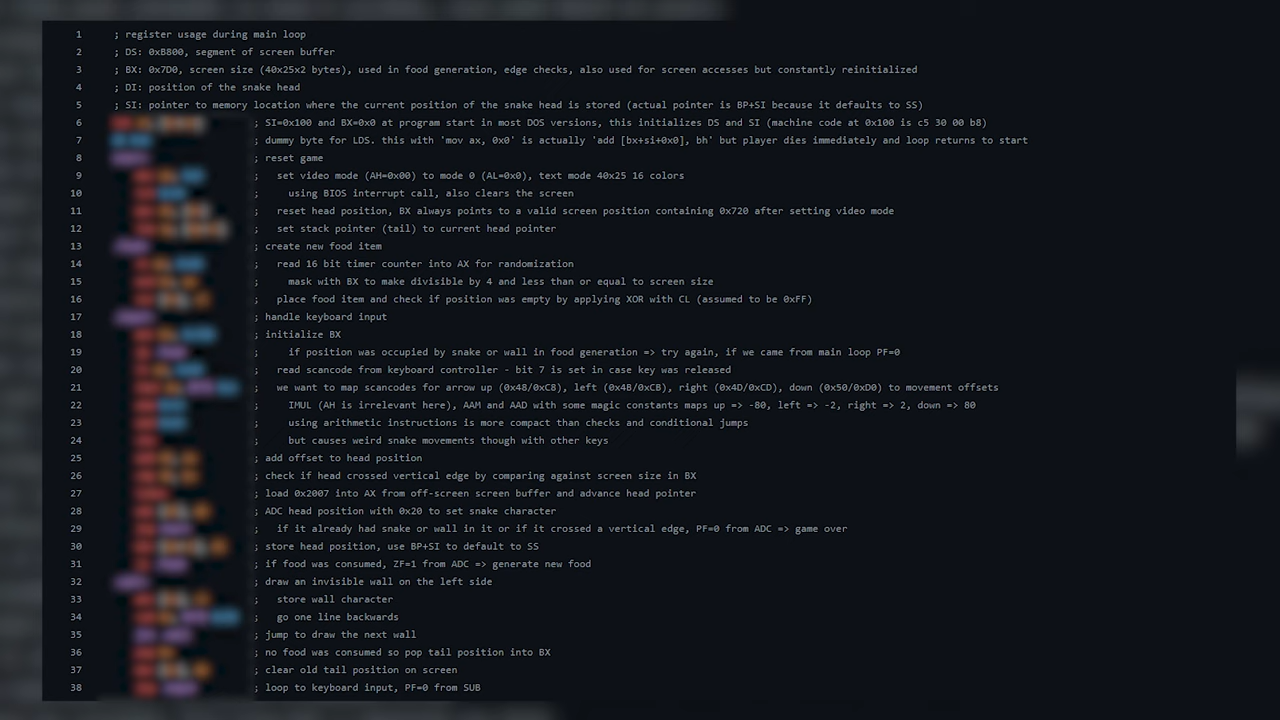 1 ; register usage during main loop
2 ; DS: 0xB800, segment of screen buffer
3 ; BX: 0x7D0, screen size (40x25x2 bytes), used in food generation, edge checks, also used for screen accesses but constantly reinitialized
4 ; DI: position of the snake head
5 ; SI: pointer to memory location where the current position of the snake head is stored (actual pointer is BP+SI because it defaults to SS)
6 ; SI=0x100 and BX=0x0 at program start in most DOS versions, this initializes DS and SI (machine code at 0x100 is c5 30 00 b8)
7 ; dummy byte for LDS. this with 'mov ax, 0x0' is actually 'add [bx+si+0x0], bh' but player dies immediately and loop returns to start
8 ; reset game
9 ; set video mode (AH=0x00) to mode 0 (AL=0x0), text mode 40x25 16 colors
10 ; using BIOS interrupt call, also clears the screen
11 ; reset head position, BX always points to a valid screen position containing 0x720 after setting video mode
12 ; set stack pointer (tail) to current head pointer
13 ; create new food item
14 ; read 16 bit timer counter into AX for randomization
15 ; mask with BX to make divisible by 4 and less than or equal to screen size
16 ; place food item and check if position was empty by applying XOR with CL (assumed to be 0xFF)
17 ; handle keyboard input
18 ; initialize BX
19 ; if position was occupied by snake or wall in food generation => try again, if we came from main loop PF=0
20 ; read scancode from keyboard controller - bit 7 is set in case key was released
21 ; we want to map scancodes for arrow up (0x48/0xC8), left (0x4B/0xCB), right (0x4D/0xCD), down (0x50/0xD0) to movement offsets
22 ; IMUL (AH is irrelevant here), AAM and AAD with some magic constants maps up => -80, left => -2, right => 2, down => 80
23 ; using arithmetic instructions is more compact than checks and conditional jumps
24 ; but causes weird snake movements though with other keys
25 ; add offset to head position
26 ; check if head crossed vertical edge by comparing against screen size in BX
27 ; load 0x2007 into AX from off-screen screen buffer and advance head pointer
28 ; ADC head position with 0x20 to set snake character
29 ; if it already had snake or wall in it or if it crossed a vertical edge, PF=0 from ADC => game over
30 ; store head position, use BP+SI to default to SS
31 ; if food was consumed, ZF=1 from ADC => generate new food
32 ; draw an invisible wall on the left side
33 ; store wall character
34 ; go one line backwards
35 ; jump to draw the next wall
36 ; no food was consumed so pop tail position into BX
37 ; clear old tail position on screen
38 ; loop to keyboard input, PF=0 from SUB